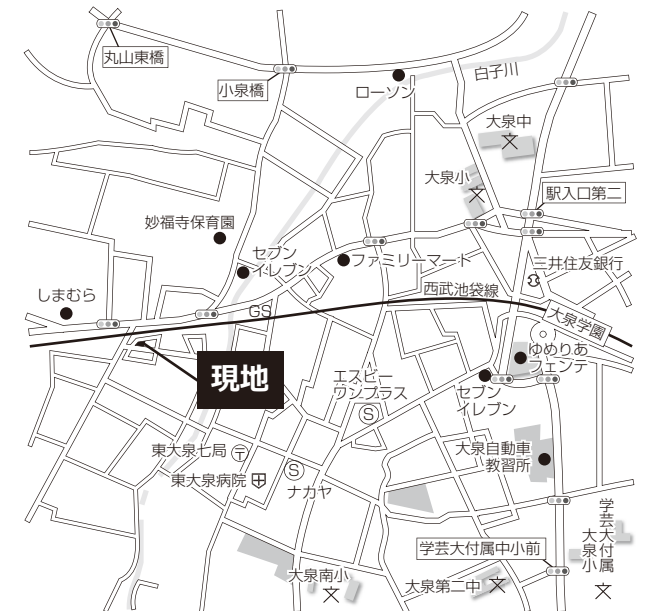 丸山東橋
小泉橋
ローソン
白子川
大泉中
大泉小
駅入口第二
妙福寺保育園
セブン
イレブン
ファミリーマート
三井住友銀行
しまむら
西武池袋線
GS
大泉学園
ゆめりあ
フェンテ
現地
エスビー
ワンプラス
S
セブン
イレブン
東大泉七局
東大泉病院
S
ナカヤ
大泉自動車
教習所
学芸大付属
大泉小
学芸大付属中小前
大泉南小
大泉第二中